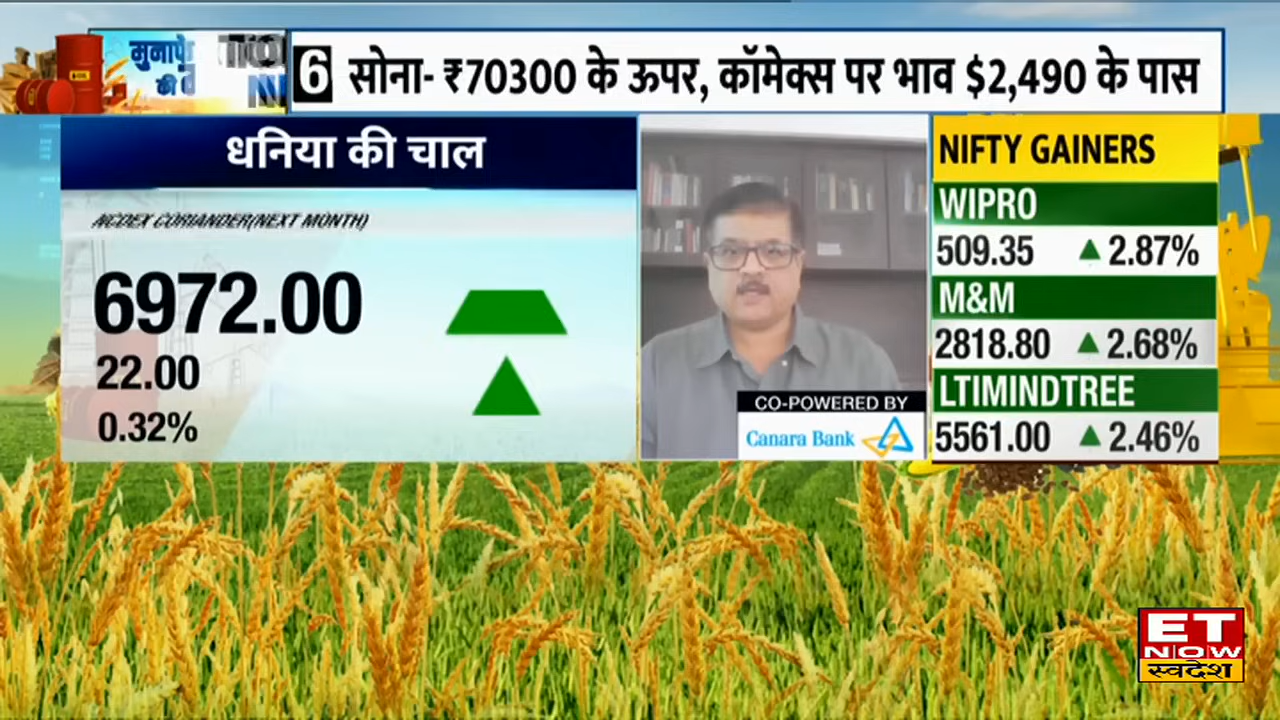 मुनाफे
की
6 सोना- ₹70300 के ऊपर, कॉमेक्स पर भाव $2,490 के पास
धनिया की चाल
NCDEX CORIANDER(NEXT MONTH)
6972.00
22.00
0.32%
CO-POWERED BY
Canara Bank
NIFTY GAINERS
WIPRO
509.35 ▲ 2.87%
M&M
2818.80 ▲ 2.68%
LTIMINDTREE
5561.00 ▲ 2.46%
ET
NOW
स्वदेश